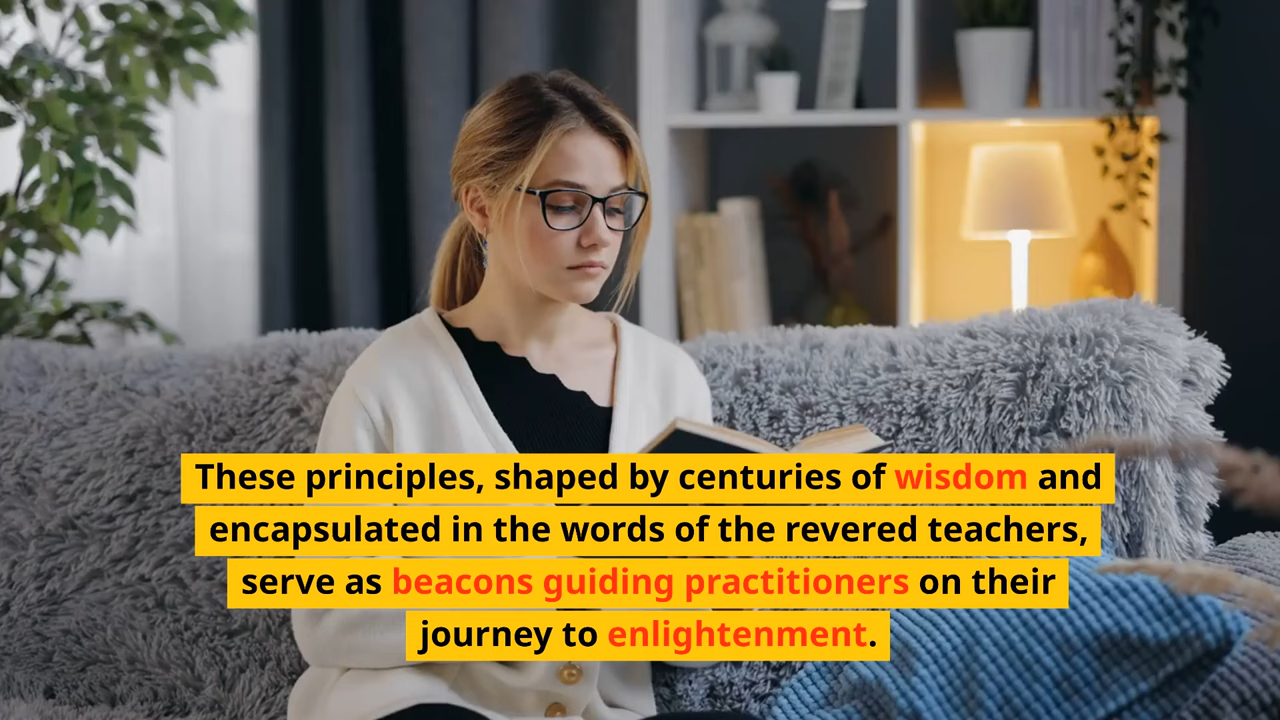 These principles, shaped by centuries of wisdom and
encapsulated in the words of the revered teachers,
serve as beacons guiding practitioners on their
journey to enlightenment.